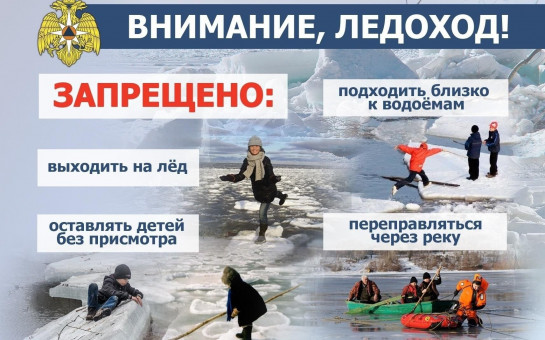 ВНИМАНИЕ, ЛЕДОХОД!
ЗАПРЕЩЕНО:
подходить близко
к водоёмам
выходить на лёд
оставлять детей
без присмотра
переправляться
через реку